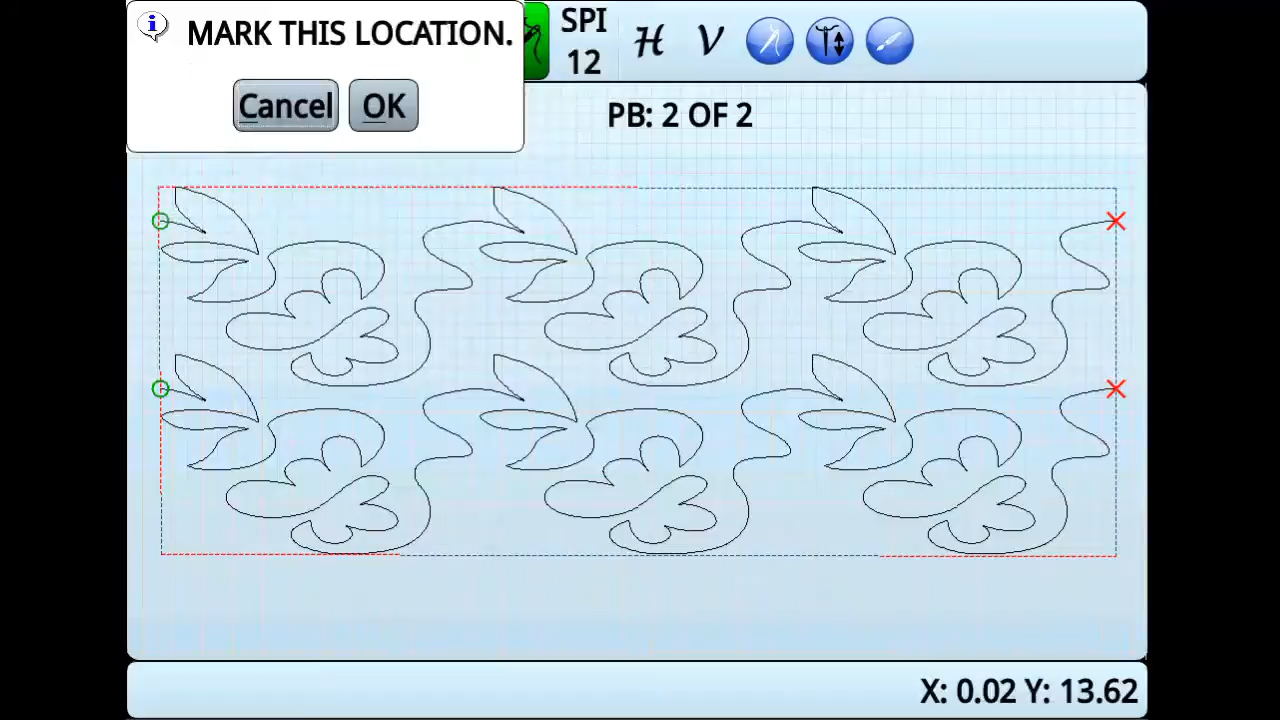 MARK THIS LOCATION.
Cancel OK
SPI
12
H V
PB: 2 OF 2
X: 0.02 Y: 13.62